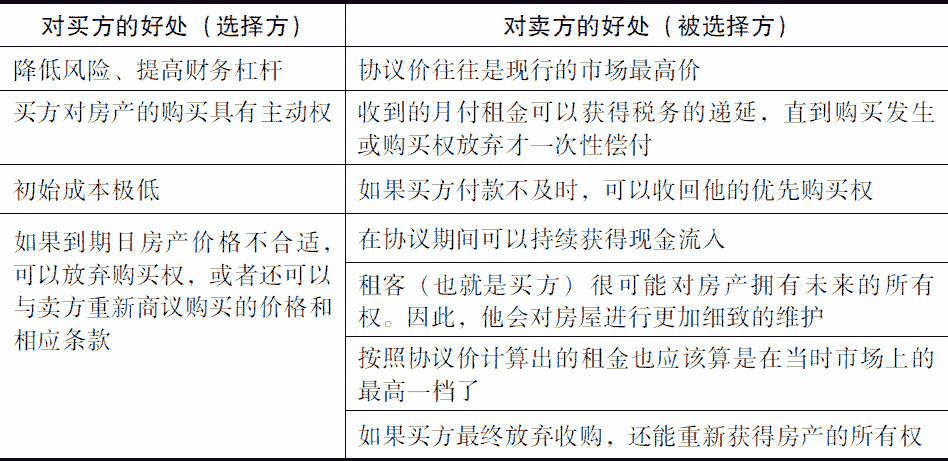 对买方的好处（选择方）
对卖方的好处（被选择方）
降低风险、提高财务杠杆
协议价往往是现行的市场最高价
买方对房产的购买具有主动权
收到的月付租金可以获得税务的递延，直到购买发生
或购买权放弃才一次性偿付
初始成本极低
如果买方付款不及时，可以收回他的优先购买权
如果到期日房产价格不合适，
可以放弃购买权，或者还可以
与卖方重新商议购买的价格和
相应条款
在协议期间可以持续获得现金流入
租客（也就是买方）很可能对房产拥有未来的所有
权。因此，他会对房屋进行更加细致的维护
按照协议价计算出的租金也应该算是在当时市场上的
最高一档了
如果买方最终放弃收购，还能重新获得房产的所有权